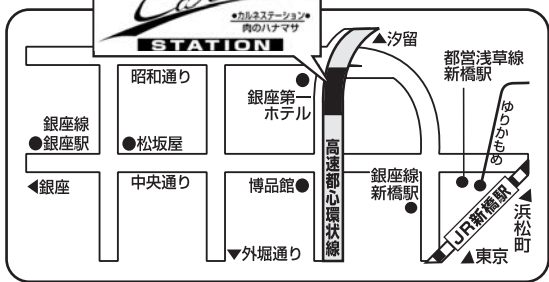 ●カルネステーション●
肉のハナマサ
STATION
▲汐留
昭和通り
都営浅草線
新橋駅
銀座第一
ホテル
ゆりかもめ
銀座線
●銀座駅
●松坂屋
高速都心環状線
◀銀座
中央通り
博品館●
銀座線
新橋駅
JR新橋駅
浜松町
▼外堀通り
▲東京